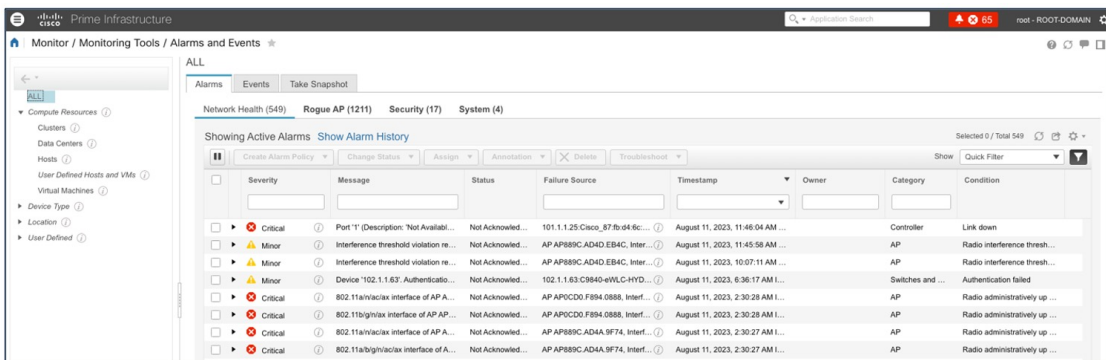 cisco Prime Infrastructure
Application Search
65
root - ROOT-DOMAIN
Monitor / Monitoring Tools / Alarms and Events
ALL
Compute Resources
Clusters
Data Centers
Hosts
User Defined Hosts and VMs
Virtual Machines
Device Type
Location
User Defined
ALL
Alarms Events Take Snapshot
Network Health (549) Rogue AP (1211) Security (17) System (4)
Showing Active Alarms Show Alarm History
Selected 0 / Total 549
Create Alarm Policy Change Status Assign Annotation Delete Troubleshoot
Show Quick Filter
Severity Message Status Failure Source Timestamp Owner Category Condition
Critical Port '1' (Description: 'Not Availabl... Not Acknowled... 101.1.1.25:Cisco_87:fb:d4:6c:... August 11, 2023, 11:46:04 AM ... Controller Link down
Minor Interference threshold violation re... Not Acknowled... AP AP889C.AD4D.EB4C, Inter... August 11, 2023, 11:45:58 AM ... AP Radio interference thresh...
Minor Interference threshold violation re... Not Acknowled... AP AP889C.AD4D.EB4C, Inter... August 11, 2023, 10:07:11 AM ... AP Radio interference thresh...
Minor Device '102.1.1.63'. Authenticatio... Not Acknowled... 102.1.1.63:C9840-eWLC-HYD... August 11, 2023, 6:36:17 AM I... Switches and ... Authentication failed
Critical 802.11a/n/ac/ax interface of AP A... Not Acknowled... AP AP0CD0.F894.0888, Interf... August 11, 2023, 2:30:28 AM I... AP Radio administratively up ...
Critical 802.11b/g/n/ax interface of AP AP... Not Acknowled... AP AP0CD0.F894.0888, Interf... August 11, 2023, 2:30:28 AM I... AP Radio administratively up ...
Critical 802.11a/n/ac/ax interface of AP A... Not Acknowled... AP AP889C.AD4A.9F74, Interf... August 11, 2023, 2:30:27 AM I... AP Radio administratively up ...
Critical 802.11a/b/g/n/ac/ax interface of A... Not Acknowled... AP AP889C.AD4A.9F74, Interf... August 11, 2023, 2:30:27 AM I... AP Radio administratively up ...